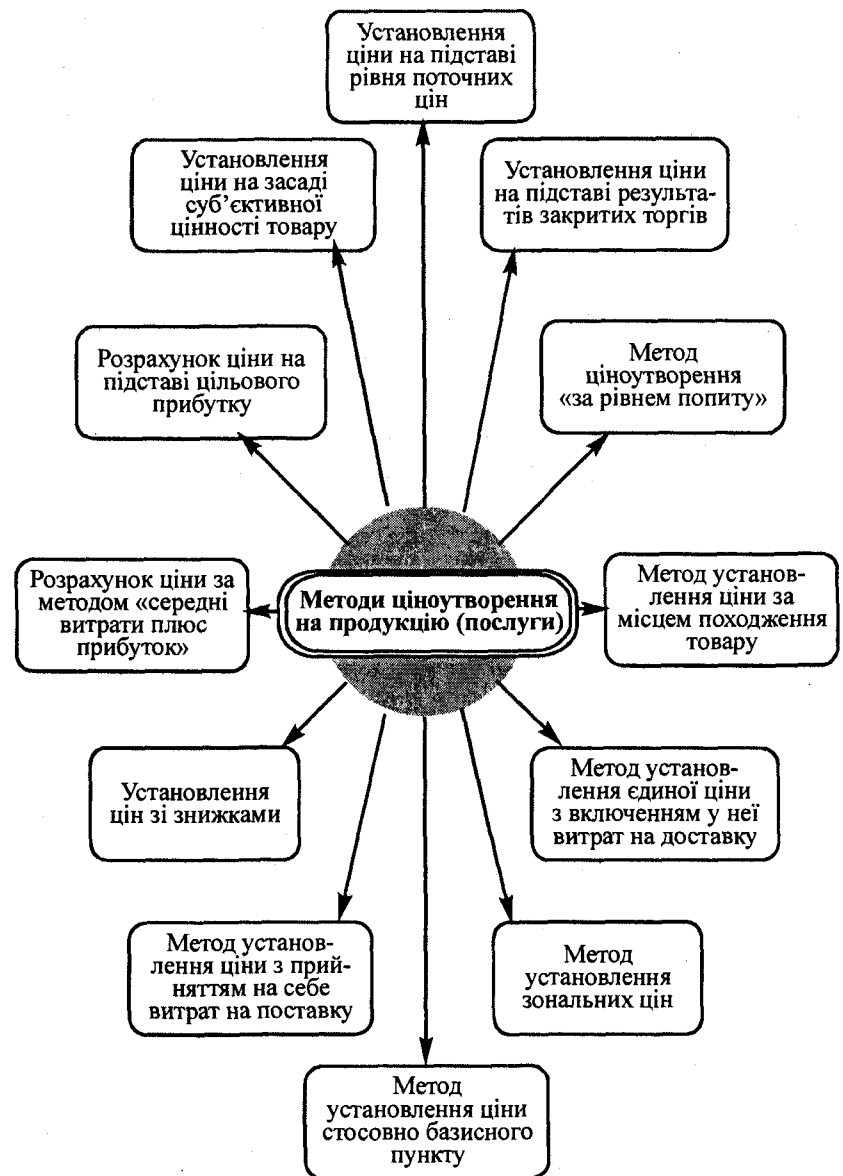 Установлення
ціни на підставі
рівня поточних
цін
Установлення
ціни на засаді
суб’єктивної
цінності товару
Установлення ціни
на підставі результа-
тів закритих торгів
Розрахунок ціни на
підставі цільового
прибутку
Метод
ціноутворення
«за рівнем попиту»
Розрахунок ціни за
методом «середні
витрати плюс
прибуток»
Методи ціноутворення
на продукцію (послуги)
Метод установ-
лення ціни за
місцем походження
товару
Установлення
цін зі знижками
Метод установ-
лення єдиної ціни
з включенням у неї
витрат на доставку
Метод установ-
лення ціни з прий-
няттям на себе
витрат на поставку
Метод
установлення
зональних цін
Метод
установлення ціни
стосовно базисного
пункту